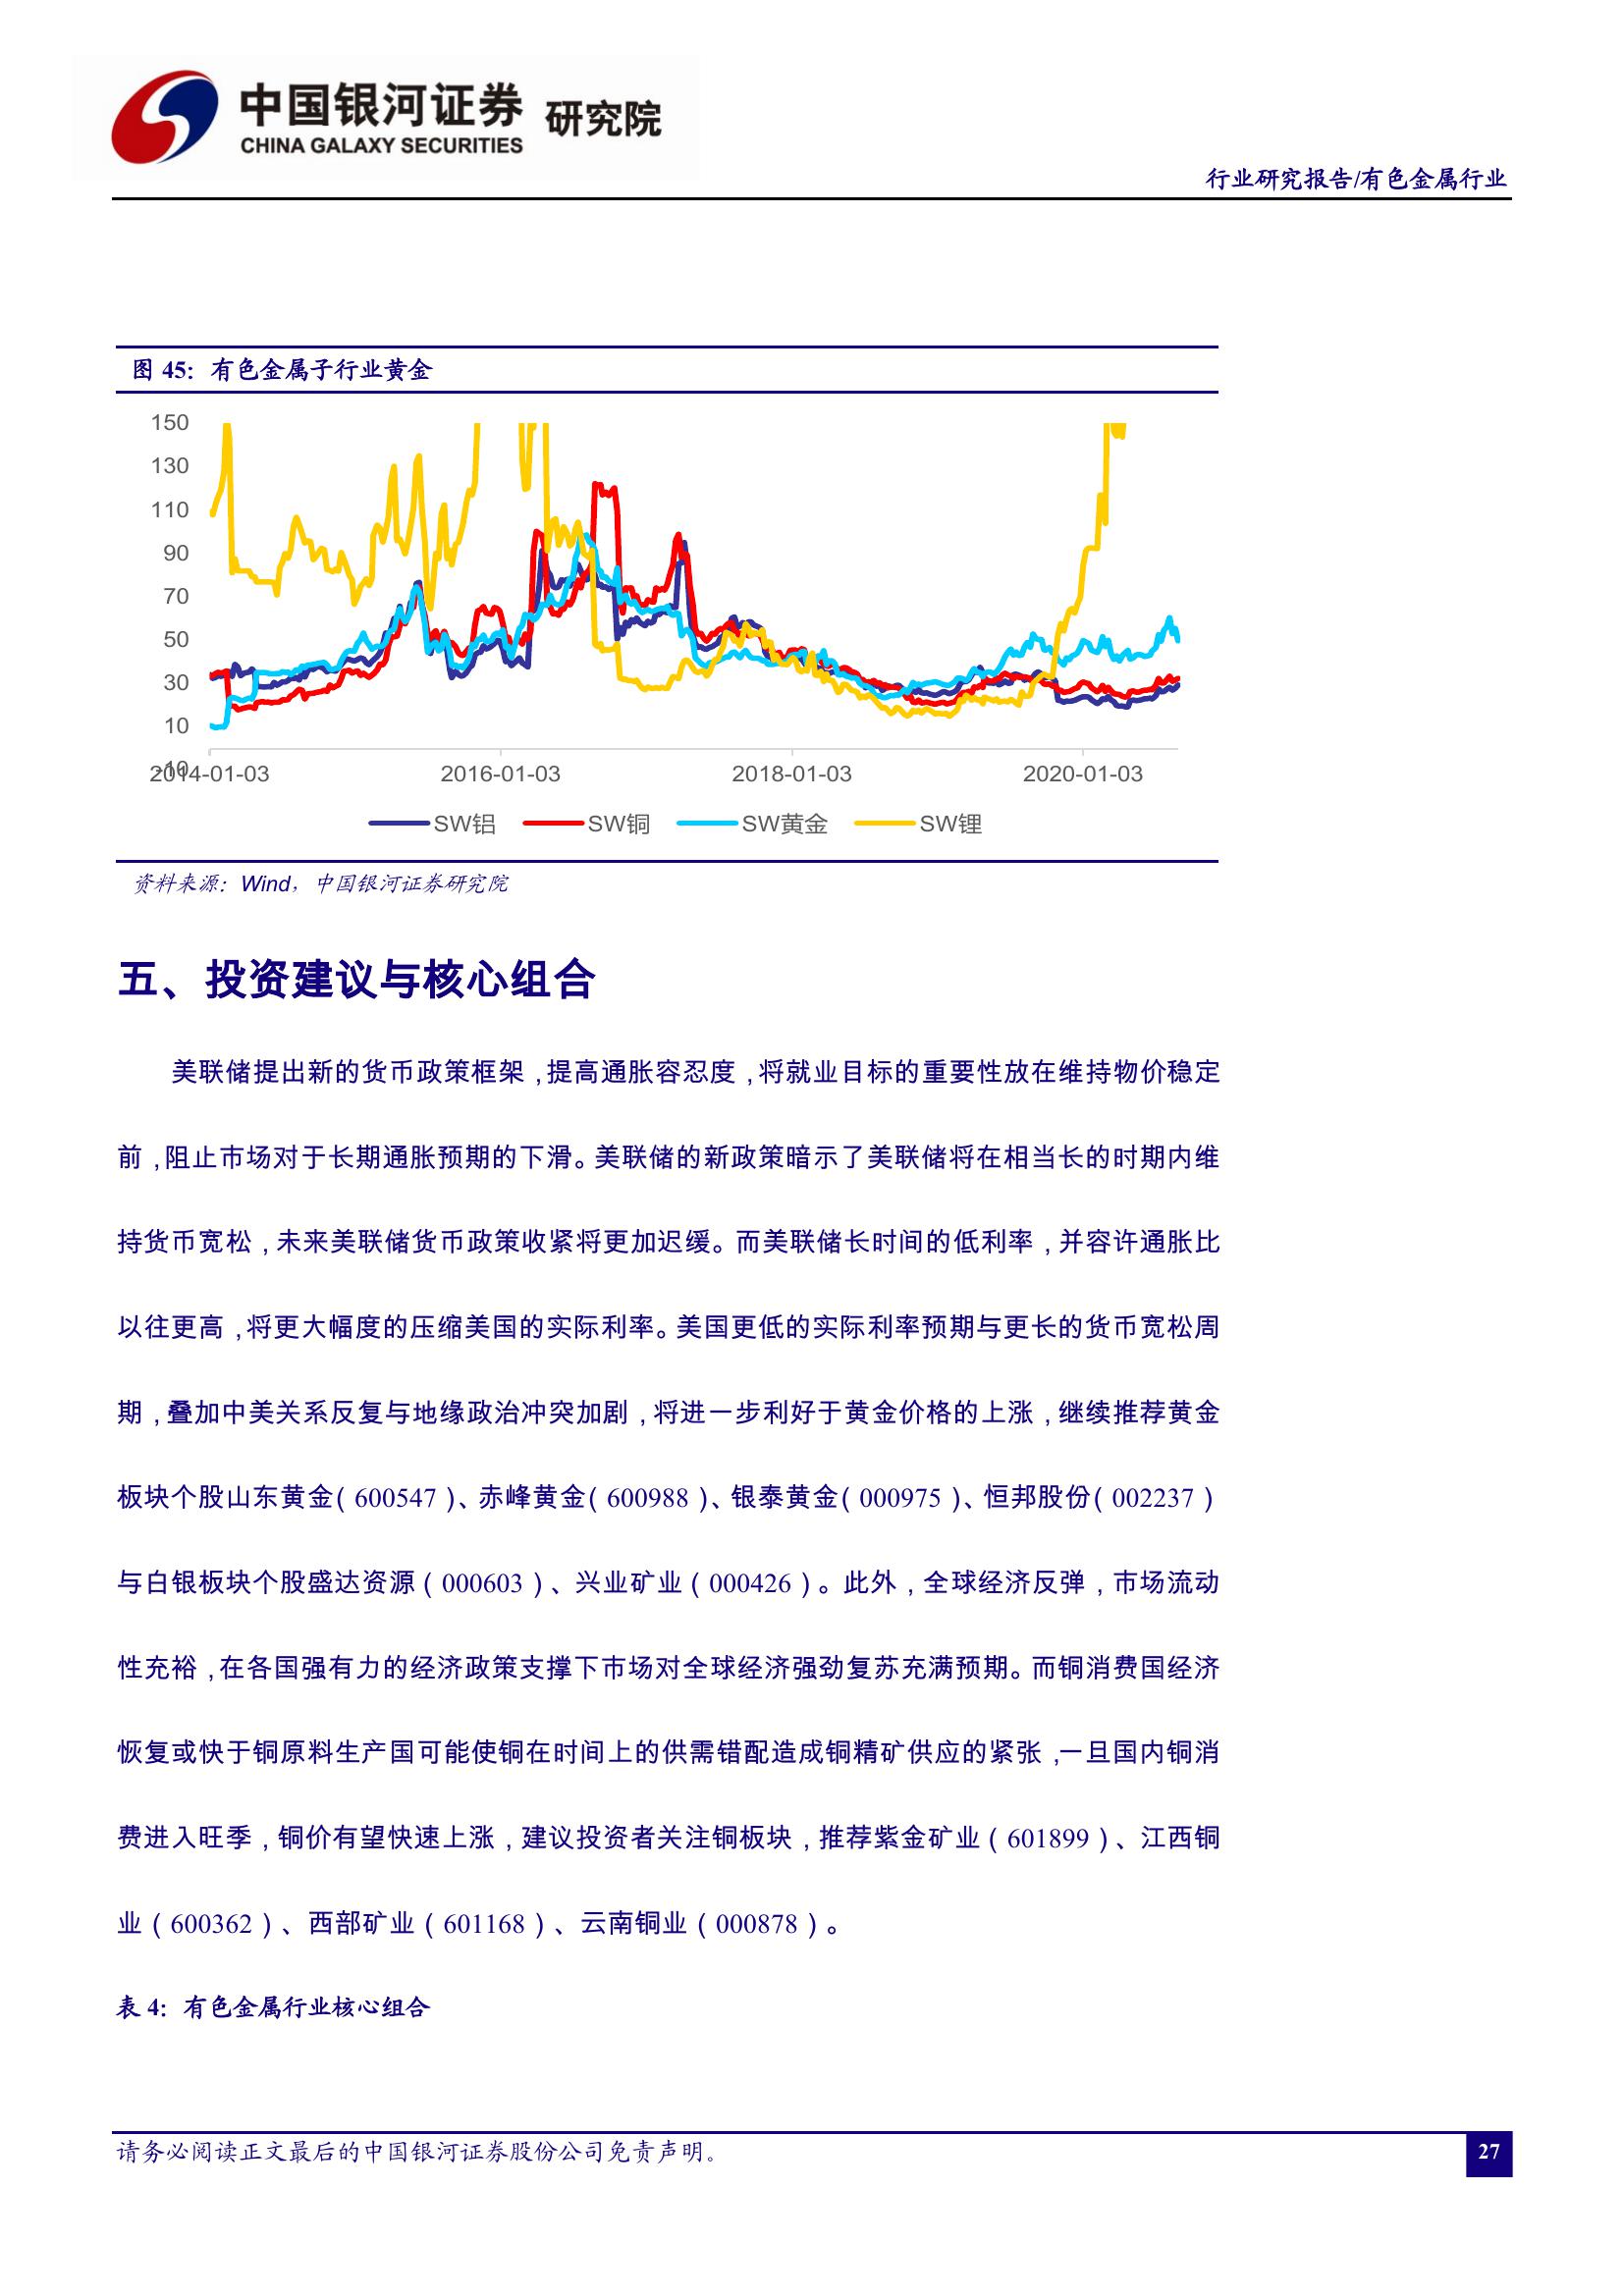 中国银河证券 研究院
CHINA GALAXY SECURITIES
行业研究报告/有色金属行业
图 45：有色金属子行业黄金
150
130
110
90
70
50
30
10
-10
2014-01-03 2016-01-03 2018-01-03 2020-01-03
SW铝 SW铜 SW黄金 SW锂
资料来源：Wind，中国银河证券研究院
五、投资建议与核心组合
美联储提出新的货币政策框架，提高通胀容忍度，将就业目标的重要性放在维持物价稳定
前，阻止市场对于长期通胀预期的下滑。美联储的新政策暗示了美联储将在相当长的时期内维
持货币宽松，未来美联储货币政策收紧将更加迟缓。而美联储长时间的低利率，并容许通胀比
以往更高，将更大幅度的压缩美国的实际利率。美国更低的实际利率预期与更长的货币宽松周
期，叠加中美关系反复与地缘政治冲突加剧，将进一步利好于黄金价格的上涨，继续推荐黄金
板块个股山东黄金（600547）、赤峰黄金（600988）、银泰黄金（000975）、恒邦股份（002237）
与白银板块个股盛达资源（000603）、兴业矿业（000426）。此外，全球经济反弹，市场流动
性充裕，在各国强有力的经济政策支撑下市场对全球经济强劲复苏充满预期。而铜消费国经济
恢复或快于铜原料生产国可能使铜在时间上的供需错配造成铜精矿供应的紧张，一旦国内铜消
费进入旺季，铜价有望快速上涨，建议投资者关注铜板块，推荐紫金矿业（601899）、江西铜
业（600362）、西部矿业（601168）、云南铜业（000878）。
表 4：有色金属行业核心组合
请务必阅读正文最后的中国银河证券股份公司免责声明。
27